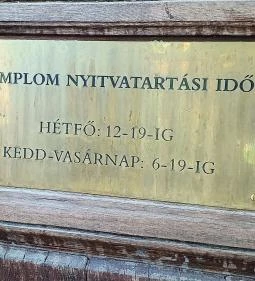 MPLOM NYITVATARTÁSI IDŐ
HÉTFŐ: 12-19-IG
KEDD-VASÁRNAP: 6-19-IG